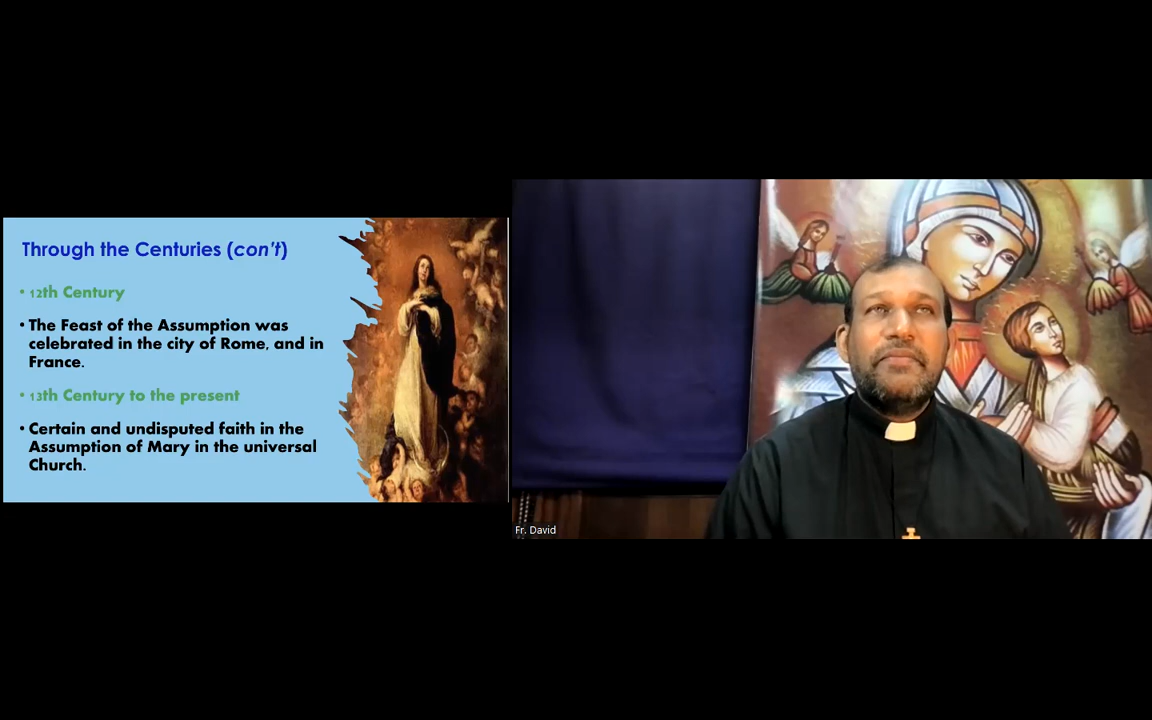 Through the Centuries (con't)
• 12th Century
• The Feast of the Assumption was
celebrated in the city of Rome, and in
France.
• 13th Century to the present
• Certain and undisputed faith in the
Assumption of Mary in the universal
Church.
Fr. David